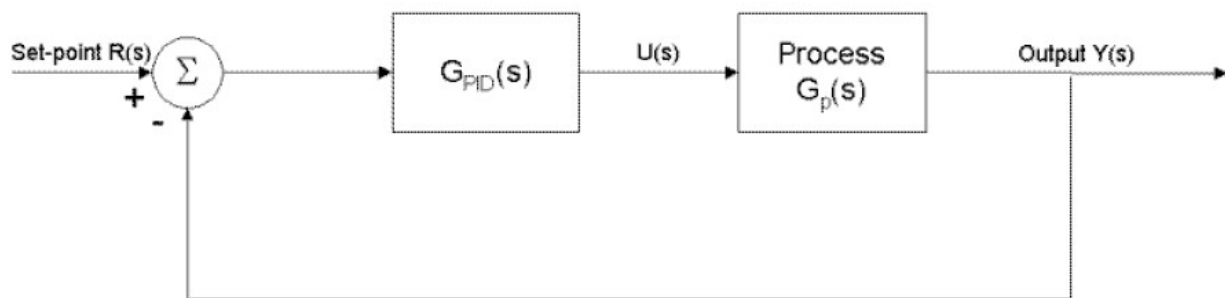 Set-point R(s)
+
-
Σ
G_PID(s)
U(s)
Process
G_p(s)
Output Y(s)